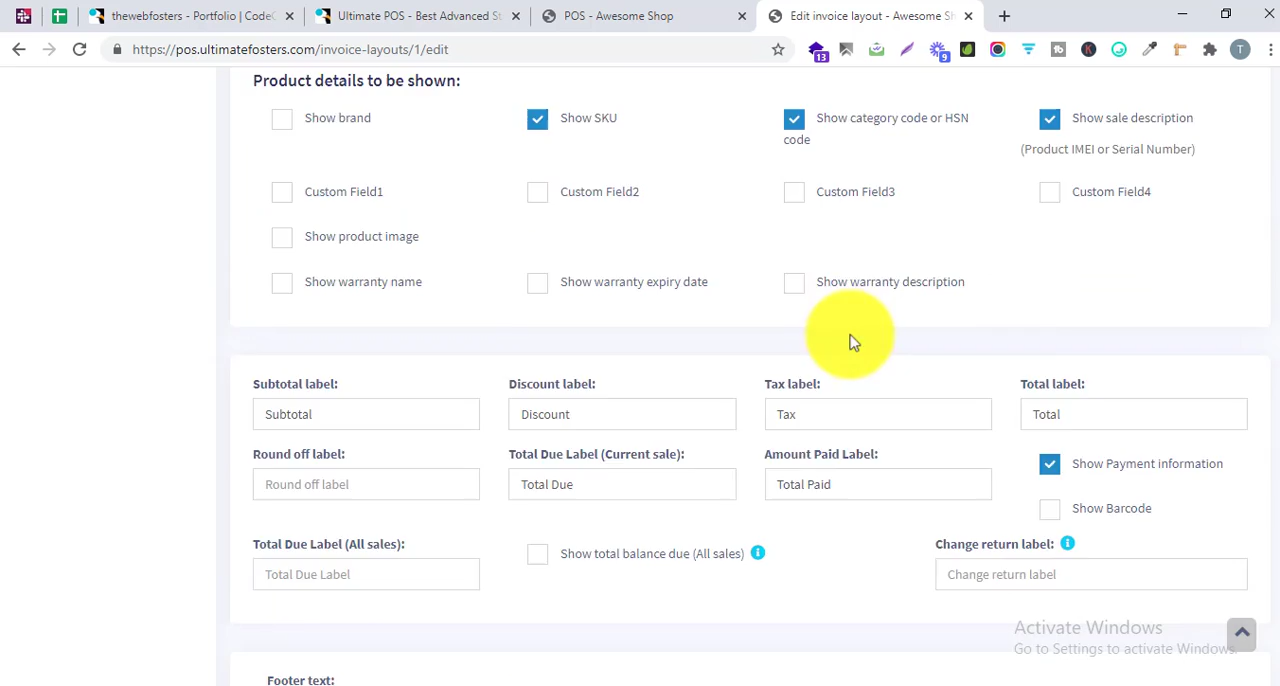 thewebfosters - Portfolio | CodeC
Ultimate POS - Best Advanced St
POS - Awesome Shop
Edit invoice layout - Awesome Sh
https://pos.ultimatefosters.com/invoice-layouts/1/edit
13
9
tb
K
T
Product details to be shown:
Show brand
Show SKU
Show category code or HSN
code
Show sale description
(Product IMEI or Serial Number)
Custom Field1
Custom Field2
Custom Field3
Custom Field4
Show product image
Show warranty name
Show warranty expiry date
Show warranty description
Subtotal label:
Discount label:
Tax label:
Total label:
Subtotal
Discount
Tax
Total
Round off label:
Total Due Label (Current sale):
Amount Paid Label:
Show Payment information
Round off label
Total Due
Total Paid
Show Barcode
Total Due Label (All sales):
Show total balance due (All sales)
Change return label:
Total Due Label
Change return label
Activate Windows
Go to Settings to activate Windows.
Footer text: